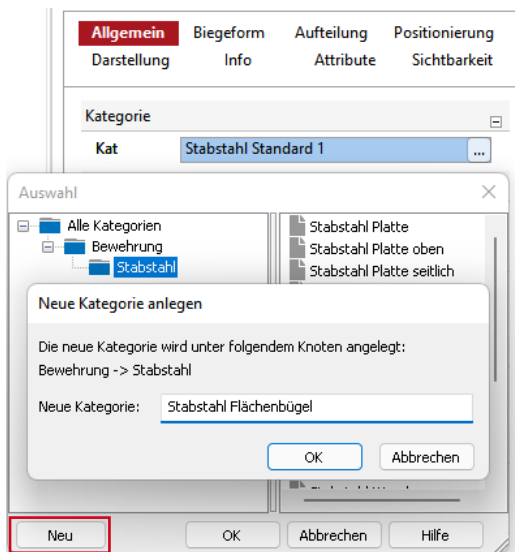 Allgemein Biegeform Aufteilung Positionierung
Darstellung Info Attribute Sichtbarkeit
Kategorie
Kat Stabstahl Standard 1 ...
Auswahl
Alle Kategorien
Bewehrung
Stabstahl
Stabstahl Platte
Stabstahl Platte oben
Stabstahl Platte seitlich
Neue Kategorie anlegen
Die neue Kategorie wird unter folgendem Knoten angelegt:
Bewehrung -> Stabstahl
Neue Kategorie: Stabstahl Flächenbügel
OK Abbrechen
Neu OK Abbrechen Hilfe